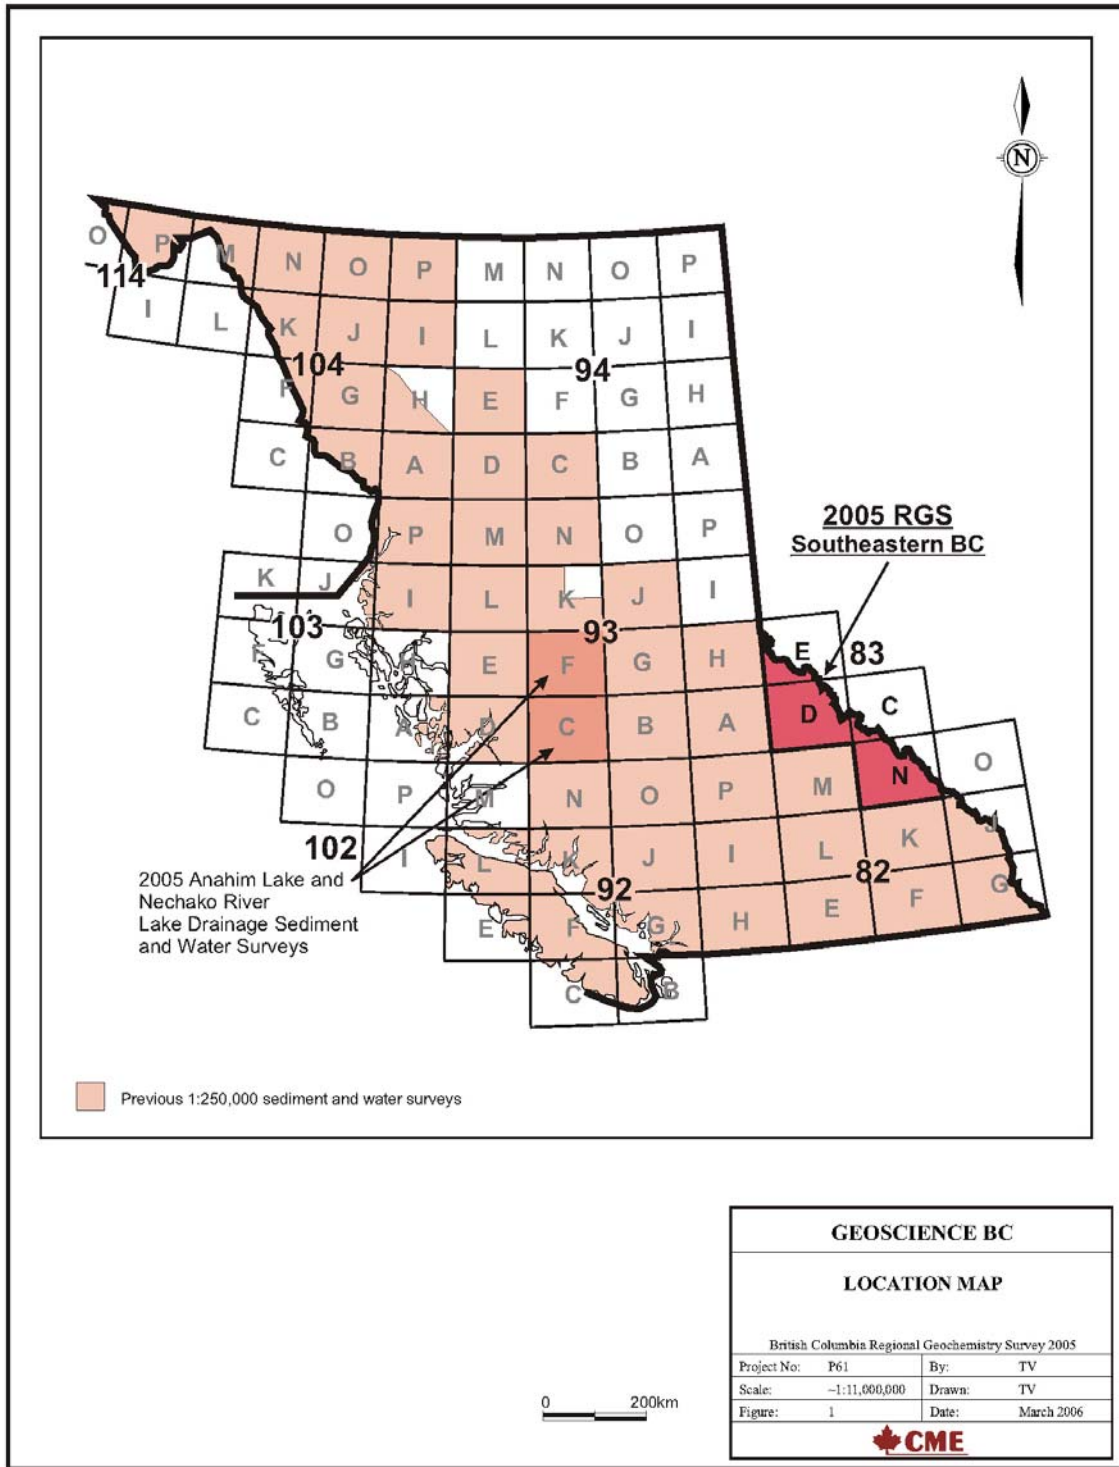 N
O P M N O P M N O P
114
I L K J I L K J I
104 94
F G H E F G H
C B A D C B A
2005 RGS
Southeastern BC
O P M N O P
K J I L K J I
103 93
F G H E F G H E 83
C B A D C B A D C
O P M N O P M N O
102
I L K J I L K J
92 82
2005 Anahim Lake and
Nechako River
Lake Drainage Sediment
and Water Surveys
E F G H E F G
C B
Previous 1:250,000 sediment and water surveys
GEOSCIENCE BC
LOCATION MAP
British Columbia Regional Geochemistry Survey 2005
Project No: P61 By: TV
Scale: ~1:11,000,000 Drawn: TV
Figure: 1 Date: March 2006
CME
0 200km